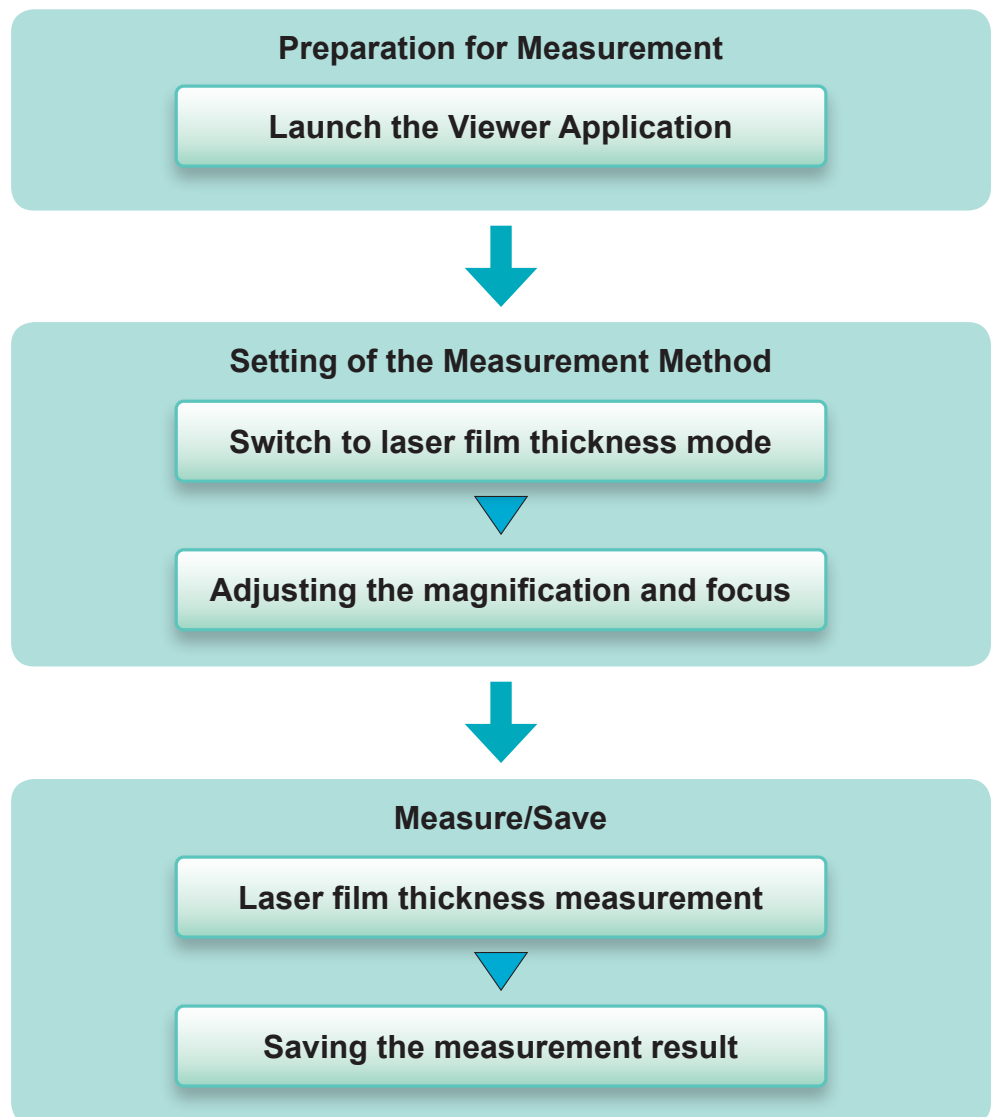 Preparation for Measurement
Launch the Viewer Application
Setting of the Measurement Method
Switch to laser film thickness mode
Adjusting the magnification and focus
Measure/Save
Laser film thickness measurement
Saving the measurement result